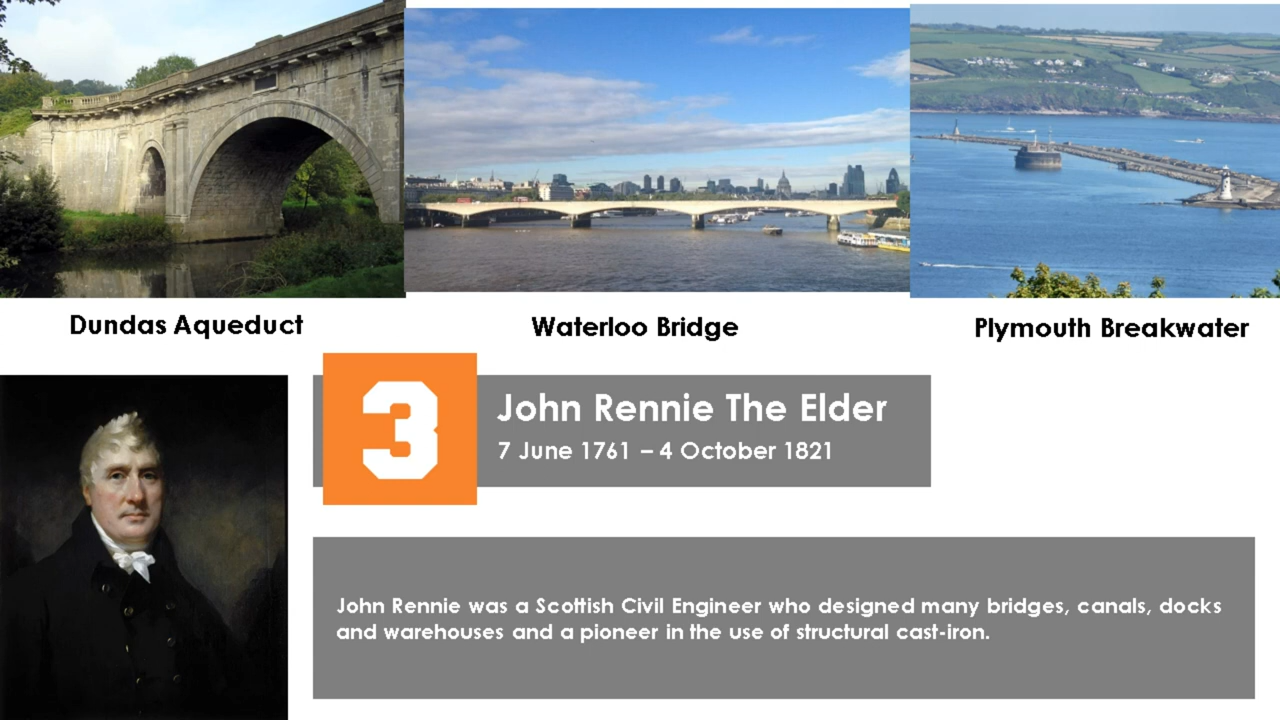 Dundas Aqueduct
Waterloo Bridge
Plymouth Breakwater
3
John Rennie The Elder
7 June 1761 – 4 October 1821
John Rennie was a Scottish Civil Engineer who designed many bridges, canals, docks
and warehouses and a pioneer in the use of structural cast-iron.